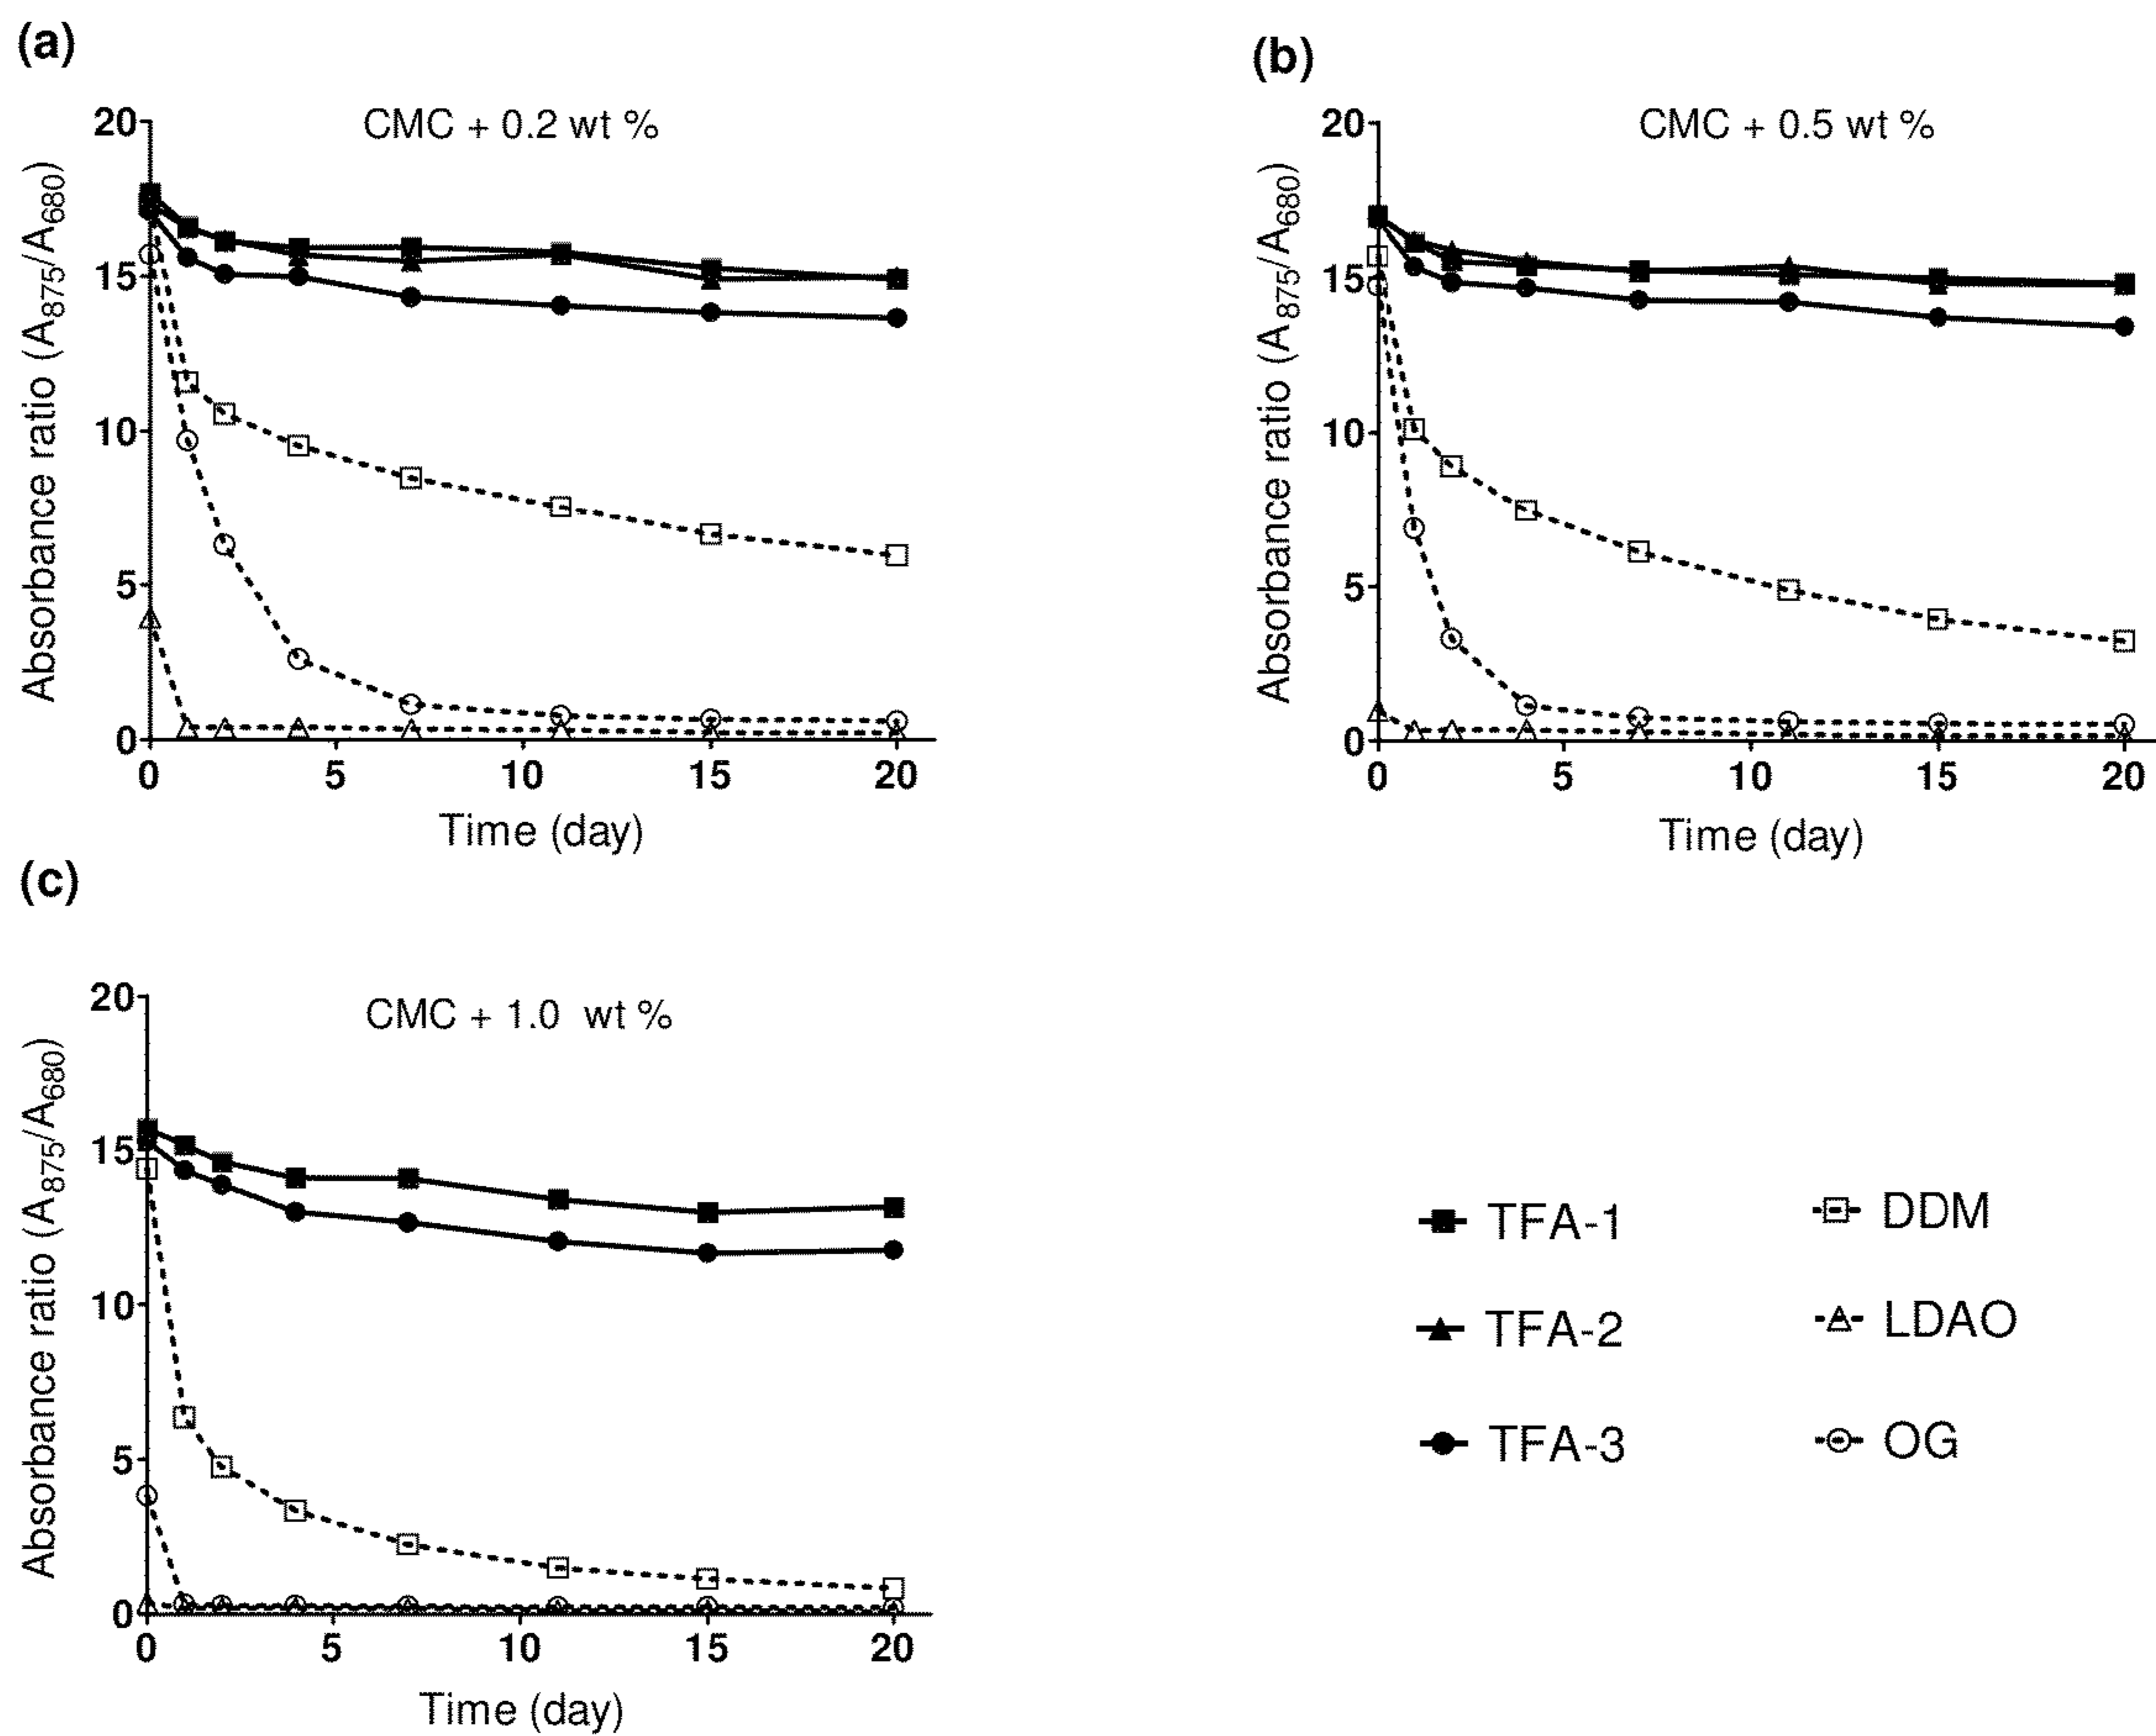 (a)
CMC + 0.2 wt %
Absorbance ratio (A875/A680)
20
15
10
5
0
0 5 10 15 20
Time (day)
(b)
CMC + 0.5 wt %
Absorbance ratio (A875/A680)
20
15
10
5
0
0 5 10 15 20
Time (day)
(c)
CMC + 1.0 wt %
Absorbance ratio (A875/A680)
20
15
10
5
0
0 5 10 15 20
Time (day)
TFA-1
TFA-2
TFA-3
DDM
LDAO
OG